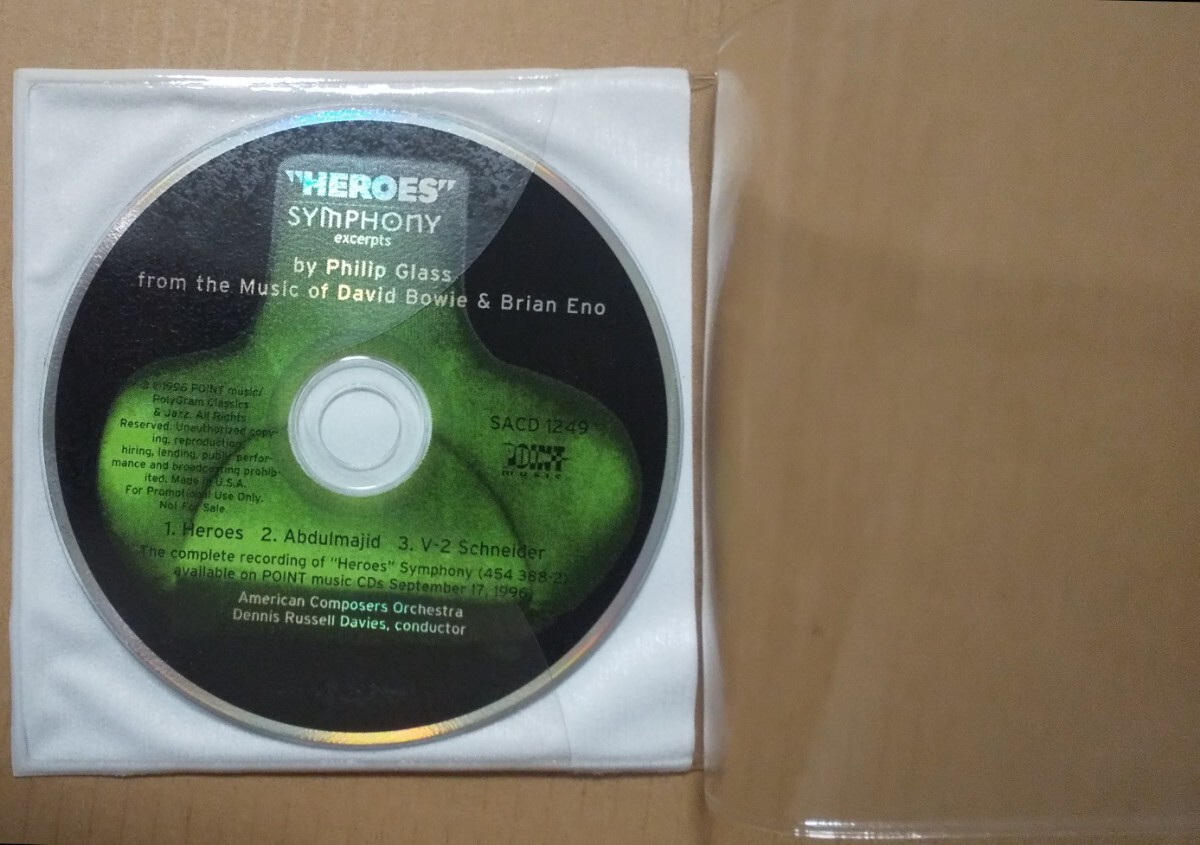 "HEROES"
SYMPHONY
excerpts
by Philip Glass
from the Music of David Bowie & Brian Eno
℗ ©1996 POINT music/
PolyGram Classics
& Jazz. All Rights
Reserved. Unauthorized copy-
ing, reproduction,
hiring, lending, public perfor-
mance and broadcasting prohib-
ited. Made in U.S.A.
For Promotional Use Only.
Not For Sale.
SACD 1249
POINT
MUSIC
1. Heroes 2. Abdulmajid 3. V-2 Schneider
The complete recording of "Heroes" Symphony (454 388-2)
available on POINT music CDs September 17, 1996
American Composers Orchestra
Dennis Russell Davies, conductor